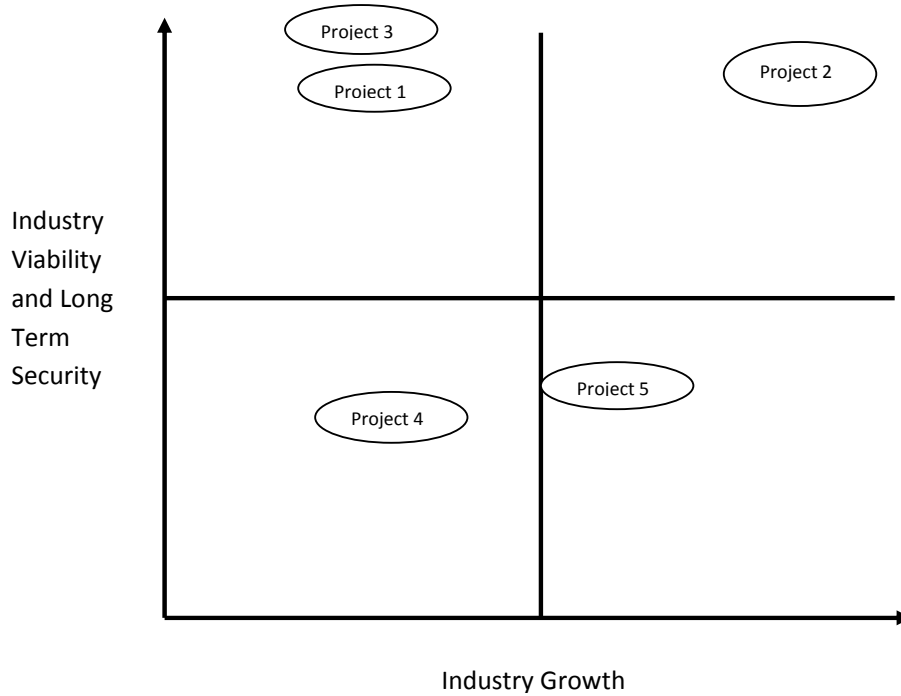 Project 3
Project 2
Project 1
Industry
Viability
and Long
Term
Security
Project 5
Project 4
Industry Growth